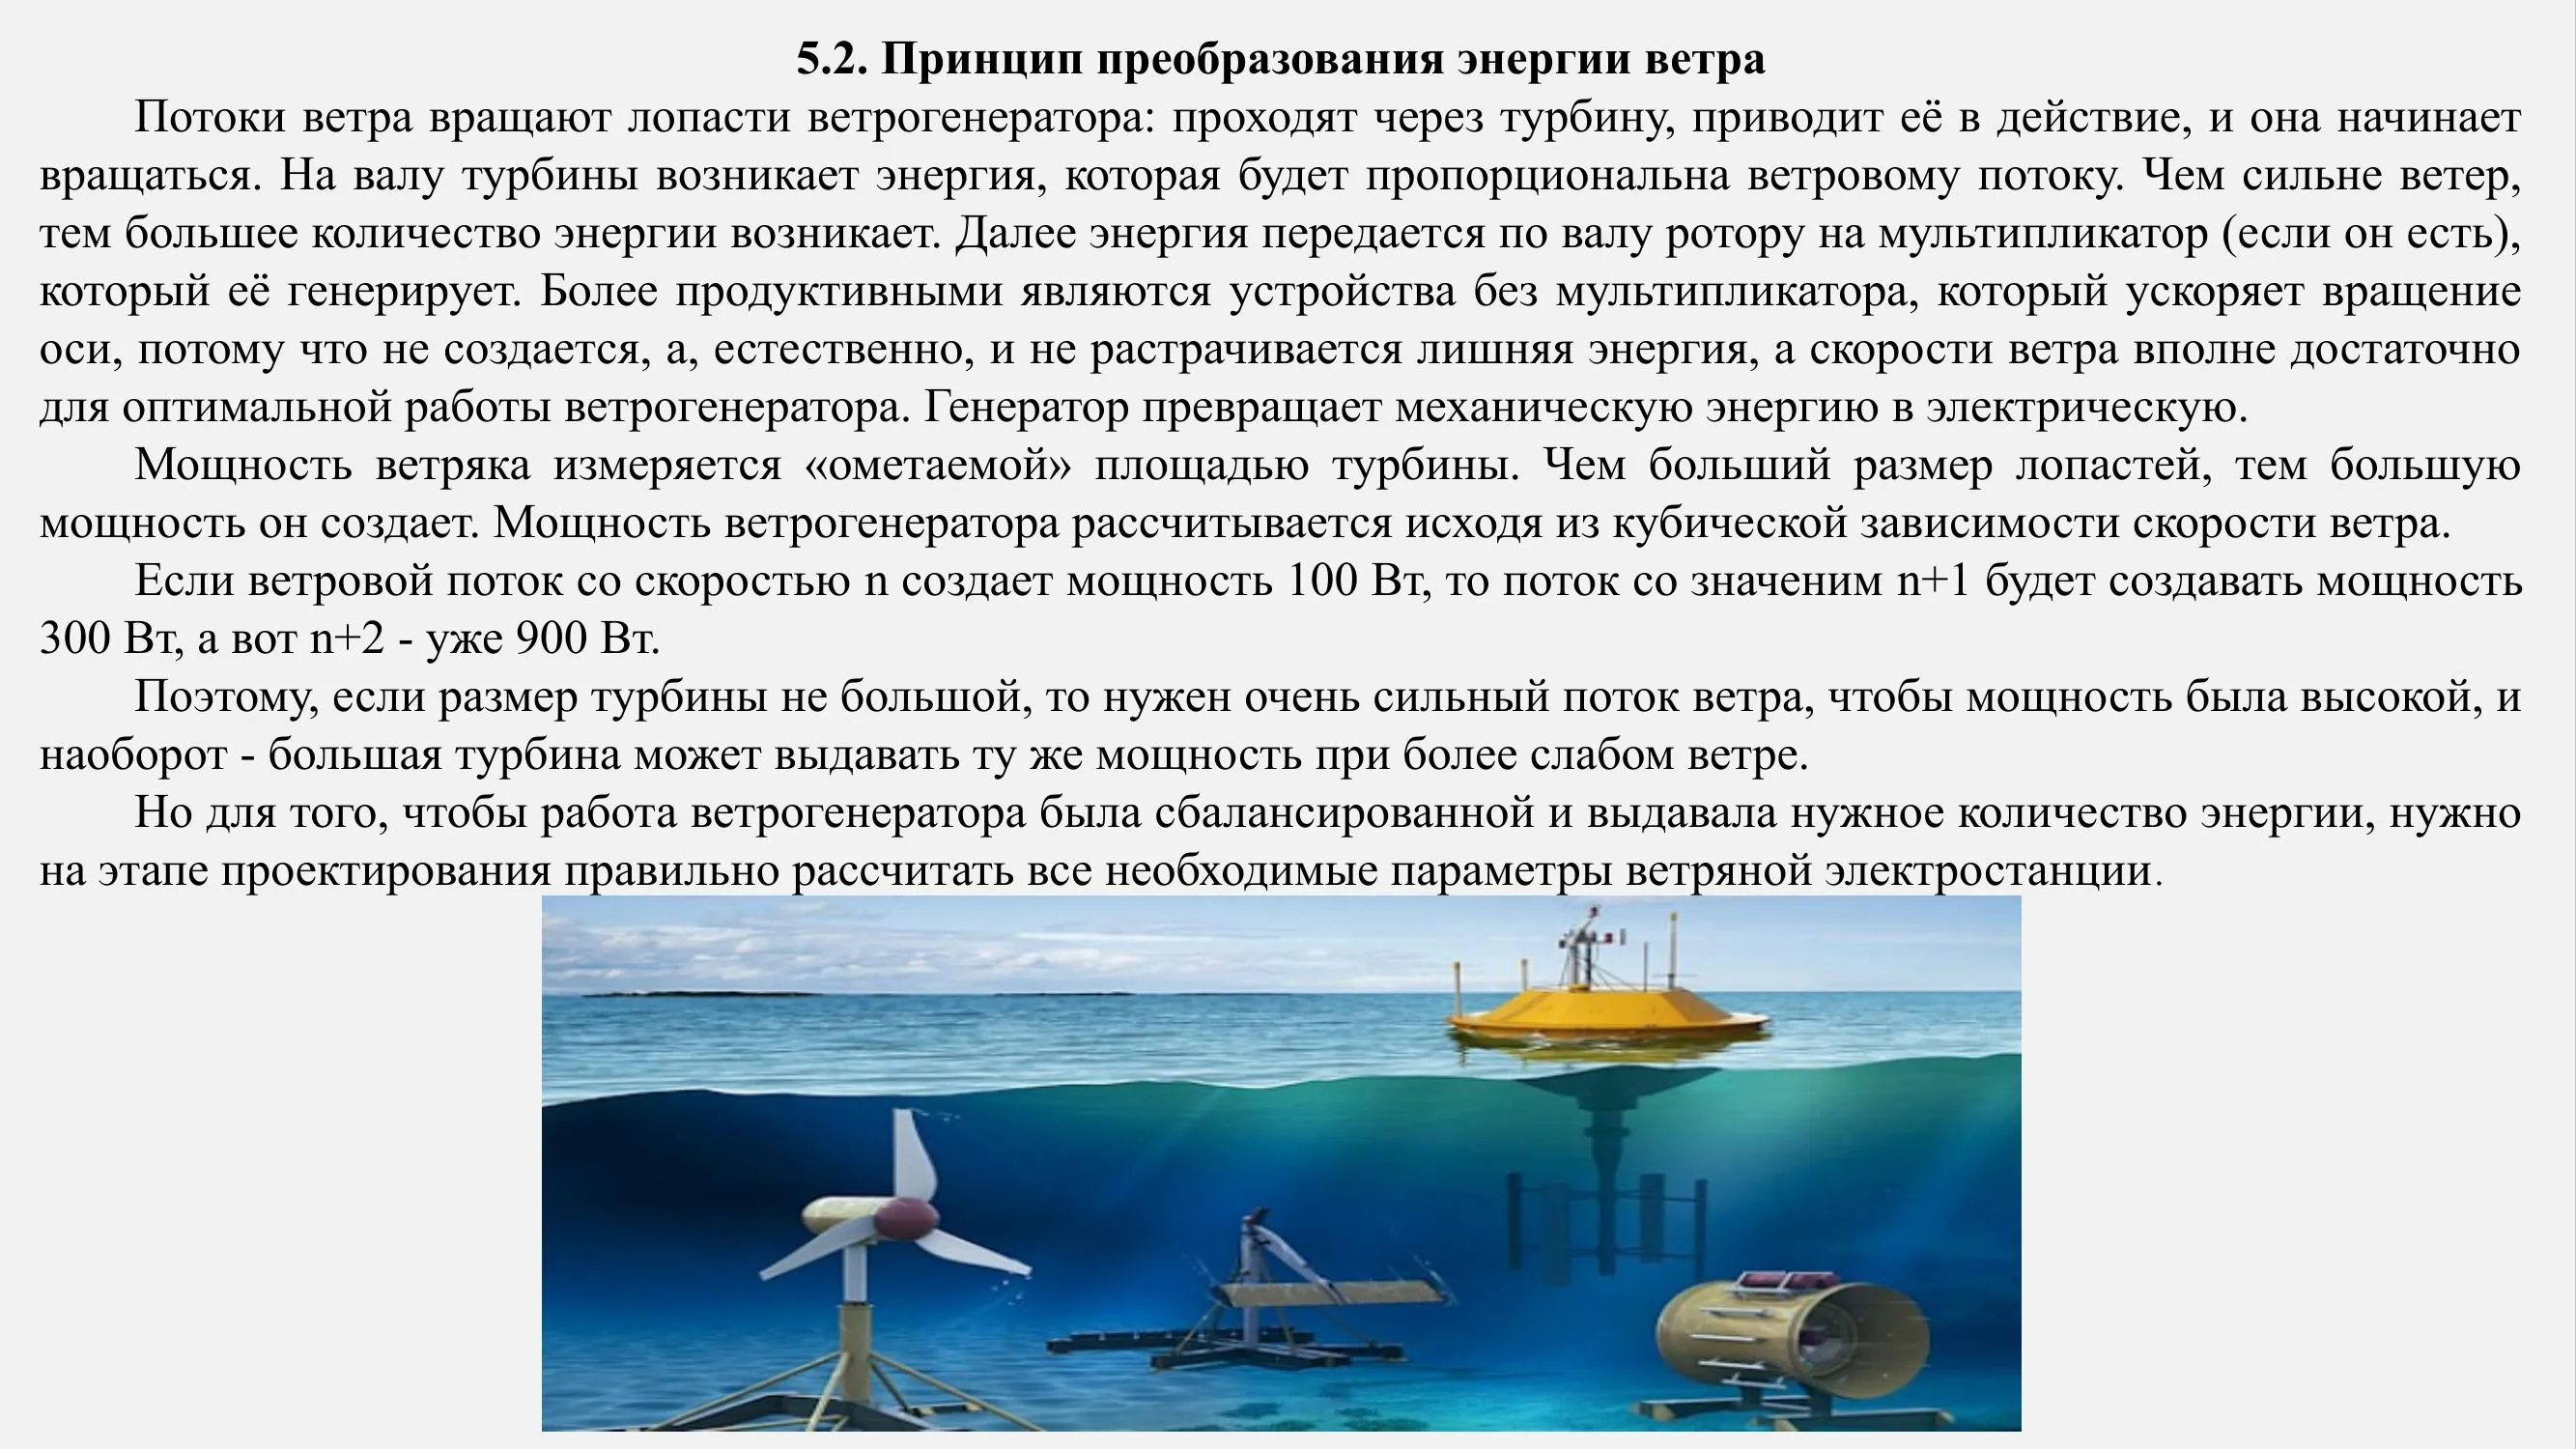 5.2. Принцип преобразования энергии ветра
Потоки ветра вращают лопасти ветрогенератора: проходят через турбину, приводит её в действие, и она начинает
вращаться. На валу турбины возникает энергия, которая будет пропорциональна ветровому потоку. Чем сильне ветер,
тем большее количество энергии возникает. Далее энергия передается по валу ротору на мультипликатор (если он есть),
который её генерирует. Более продуктивными являются устройства без мультипликатора, который ускоряет вращение
оси, потому что не создается, а, естественно, и не растрачивается лишняя энергия, а скорости ветра вполне достаточно
для оптимальной работы ветрогенератора. Генератор превращает механическую энергию в электрическую.
Мощность ветряка измеряется «ометаемой» площадью турбины. Чем больший размер лопастей, тем большую
мощность он создает. Мощность ветрогенератора рассчитывается исходя из кубической зависимости скорости ветра.
Если ветровой поток со скоростью n создает мощность 100 Вт, то поток со значеним n+1 будет создавать мощность
300 Вт, а вот n+2 - уже 900 Вт.
Поэтому, если размер турбины не большой, то нужен очень сильный поток ветра, чтобы мощность была высокой, и
наоборот - большая турбина может выдавать ту же мощность при более слабом ветре.
Но для того, чтобы работа ветрогенератора была сбалансированной и выдавала нужное количество энергии, нужно
на этапе проектирования правильно рассчитать все необходимые параметры ветряной электростанции.